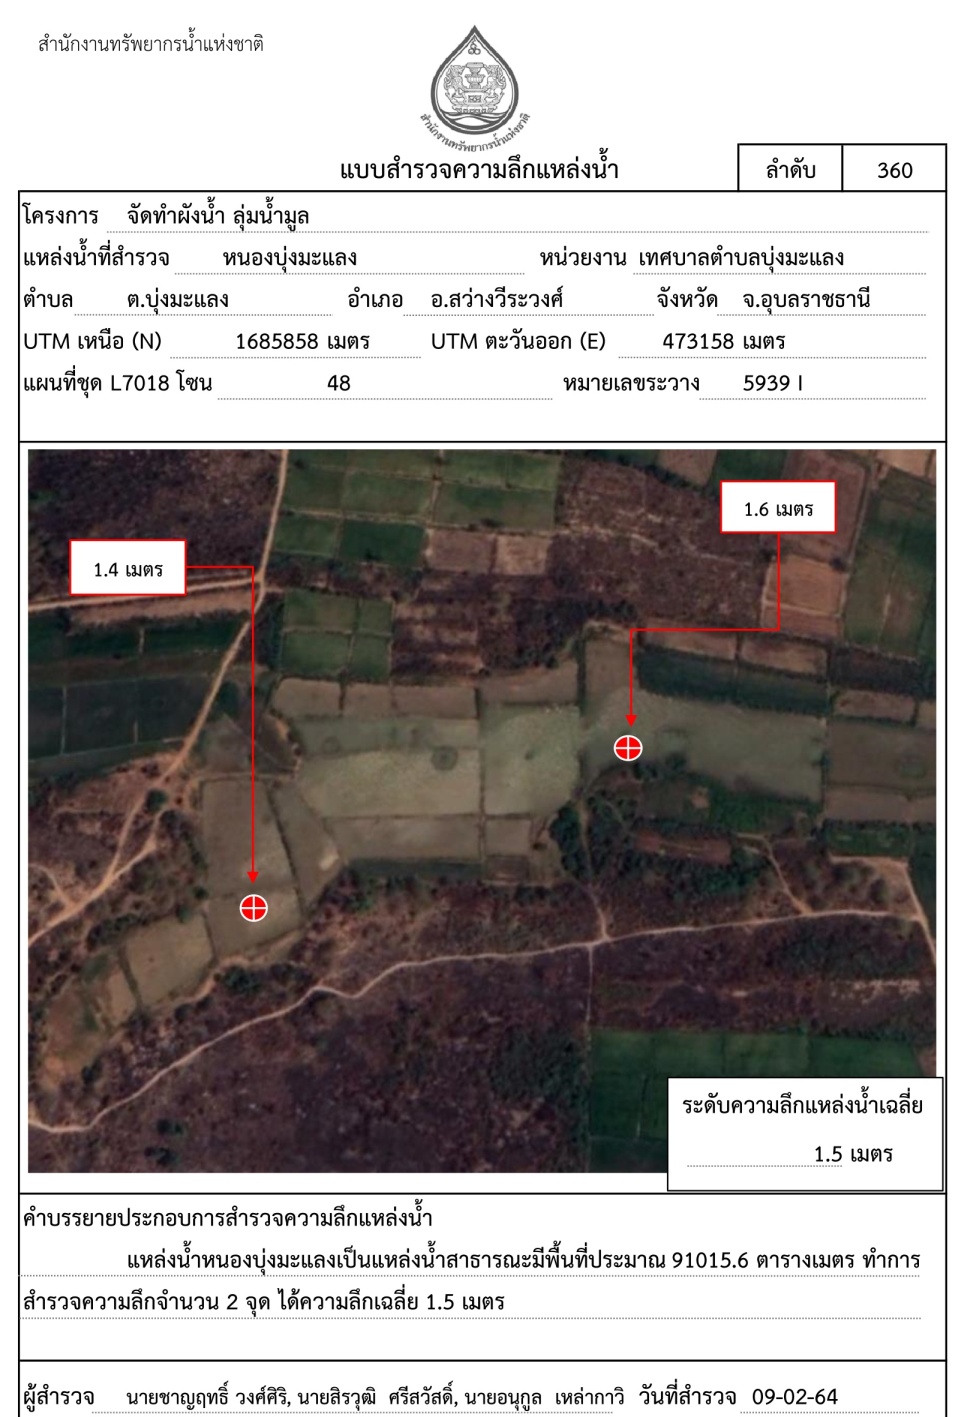 สำนักงานทรัพยากรน้ำแห่งชาติ
สำนักงานทรัพยากรน้ำแห่งชาติ
แบบสำรวจความลึกแหล่งน้ำ
ลำดับ 360
โครงการ จัดทำผังน้ำ ลุ่มน้ำมูล
แหล่งน้ำที่สำรวจ หนองบุ่งมะแลง หน่วยงาน เทศบาลตำบลบุ่งมะแลง
ตำบล ต.บุ่งมะแลง อำเภอ อ.สว่างวีระวงศ์ จังหวัด จ.อุบลราชธานี
UTM เหนือ (N) 1685858 เมตร UTM ตะวันออก (E) 473158 เมตร
แผนที่ชุด L7018 โซน 48 หมายเลขระวาง 5939 I
1.6 เมตร
1.4 เมตร
ระดับความลึกแหล่งน้ำเฉลี่ย
1.5 เมตร
คำบรรยายประกอบการสำรวจความลึกแหล่งน้ำ
แหล่งน้ำหนองบุ่งมะแลงเป็นแหล่งน้ำสาธารณะมีพื้นที่ประมาณ 91015.6 ตารางเมตร ทำการ
สำรวจความลึกจำนวน 2 จุด ได้ความลึกเฉลี่ย 1.5 เมตร
ผู้สำรวจ นายชาญฤทธิ์ วงศ์ศิริ, นายสิรวุฒิ ศรีสวัสดิ์, นายอนุกูล เหล่ากาวิ วันที่สำรวจ 09-02-64